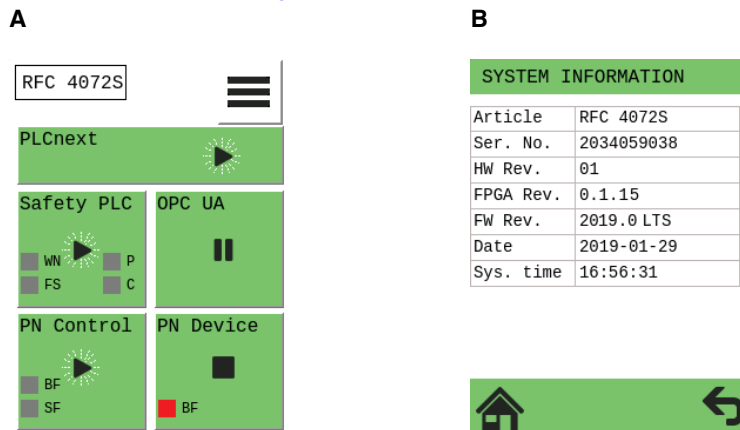 A
B
RFC 4072S
PLCnext
Safety PLC
WN
P
FS
C
OPC UA
PN Control
BF
SF
PN Device
BF
SYSTEM INFORMATION
Article RFC 4072S
Ser. No. 2034059038
HW Rev. 01
FPGA Rev. 0.1.15
FW Rev. 2019.0 LTS
Date 2019-01-29
Sys. time 16:56:31